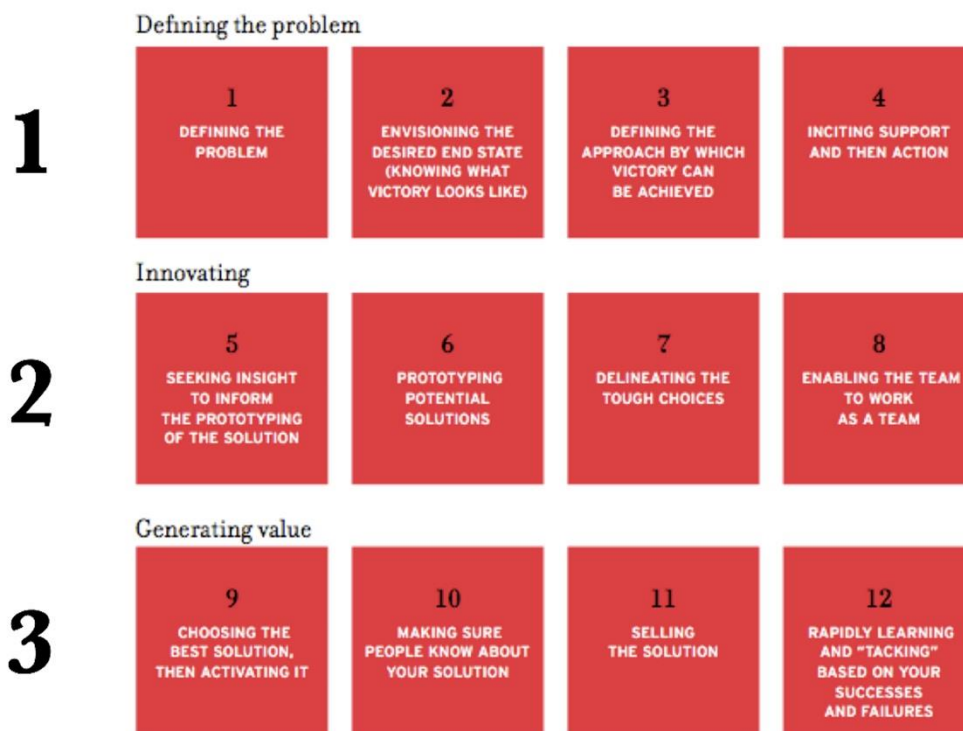 Defining the problem
1
1
DEFINING THE
PROBLEM
2
ENVISIONING THE
DESIRED END STATE
(KNOWING WHAT
VICTORY LOOKS LIKE)
3
DEFINING THE
APPROACH BY WHICH
VICTORY CAN
BE ACHIEVED
4
INCITING SUPPORT
AND THEN ACTION
Innovating
2
5
SEEKING INSIGHT
TO INFORM
THE PROTOTYPING
OF THE SOLUTION
6
PROTOTYPING
POTENTIAL
SOLUTIONS
7
DELINEATING THE
TOUGH CHOICES
8
ENABLING THE TEAM
TO WORK
AS A TEAM
Generating value
3
9
CHOOSING THE
BEST SOLUTION,
THEN ACTIVATING IT
10
MAKING SURE
PEOPLE KNOW ABOUT
YOUR SOLUTION
11
SELLING
THE SOLUTION
12
RAPIDLY LEARNING
AND “TACKING”
BASED ON YOUR
SUCCESSES
AND FAILURES